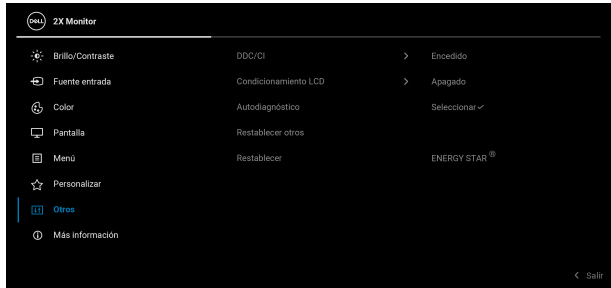 DELL 2X Monitor
Brillo/Contraste DDC/CI > Encedido
Fuente entrada Condicionamiento LCD > Apagado
Color Autodiagnóstico Seleccionar✓
Pantalla Restablecer otros
Menú Restablecer ENERGY STAR®
Personalizar
Otros
Más información
< Salir